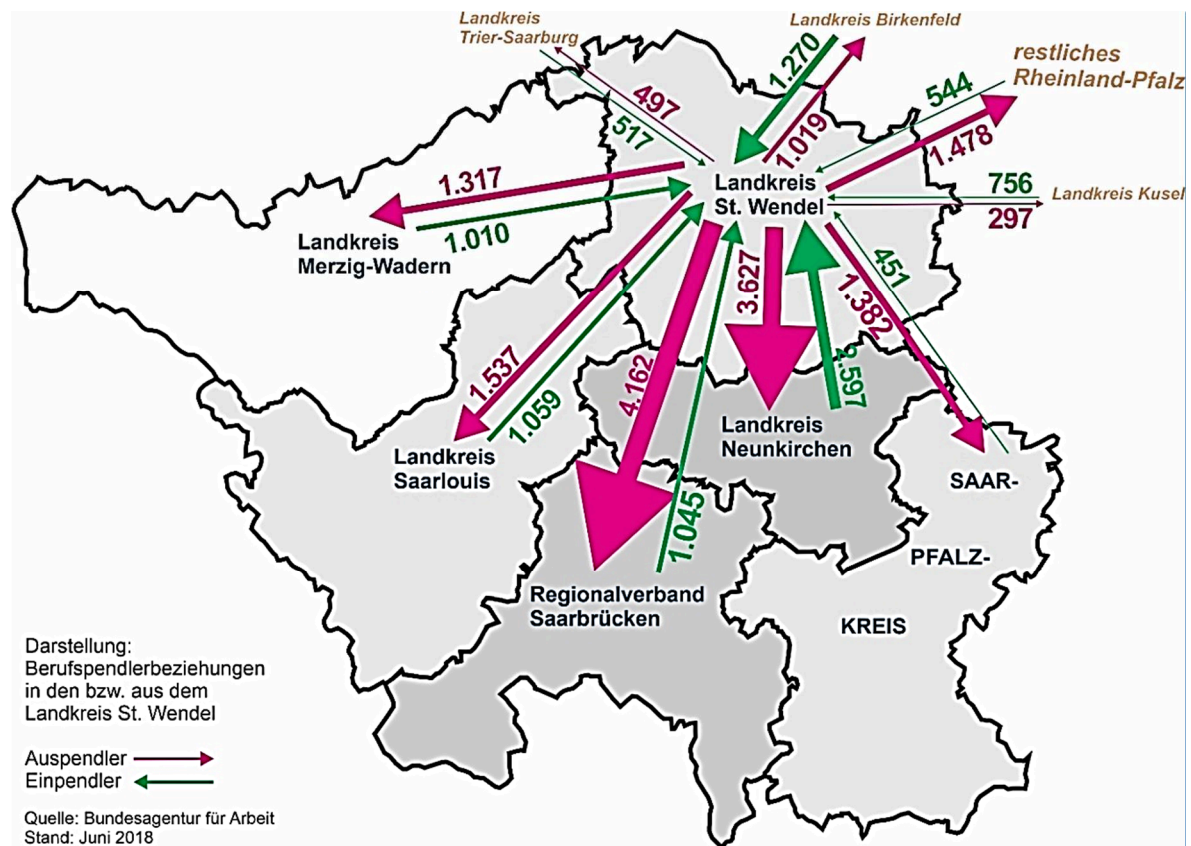 Landkreis
Trier-Saarburg
Landkreis Birkenfeld
restliches
Rheinland-Pfalz
1.270
1.019
497
517
544
1.478
1.317
1.010
Landkreis
St. Wendel
756
297
Landkreis Kusel
Landkreis
Merzig-Wadern
1.537
1.059
4.162
1.045
3.627
2.597
451
1.382
Landkreis
Saarlouis
Landkreis
Neunkirchen
SAAR-
PFALZ-
KREIS
Regionalverband
Saarbrücken
Darstellung:
Berufspendlerbeziehungen
in den bzw. aus dem
Landkreis St. Wendel
Auspendler
Einpendler
Quelle: Bundesagentur für Arbeit
Stand: Juni 2018